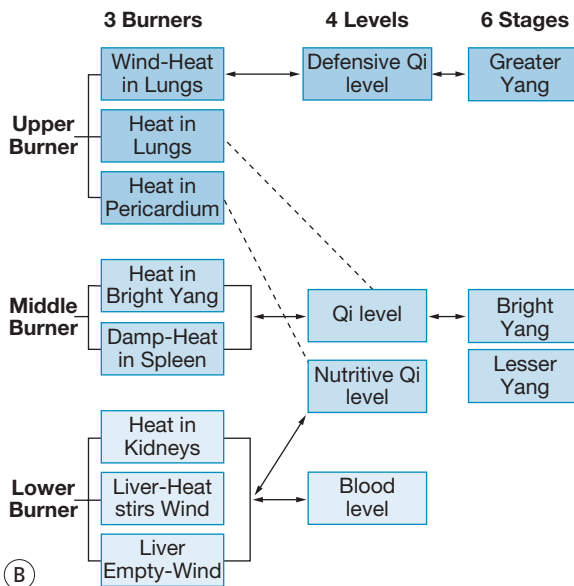 3 Burners
4 Levels
6 Stages
Upper
Burner
Wind-Heat
in Lungs
Defensive Qi
level
Greater
Yang
Heat in
Lungs
Heat in
Pericardium
Middle
Burner
Heat in
Bright Yang
Damp-Heat
in Spleen
Qi level
Bright
Yang
Nutritive Qi
level
Lesser
Yang
Lower
Burner
Heat in
Kidneys
Liver-Heat
stirs Wind
Blood
level
Liver
Empty-Wind
B